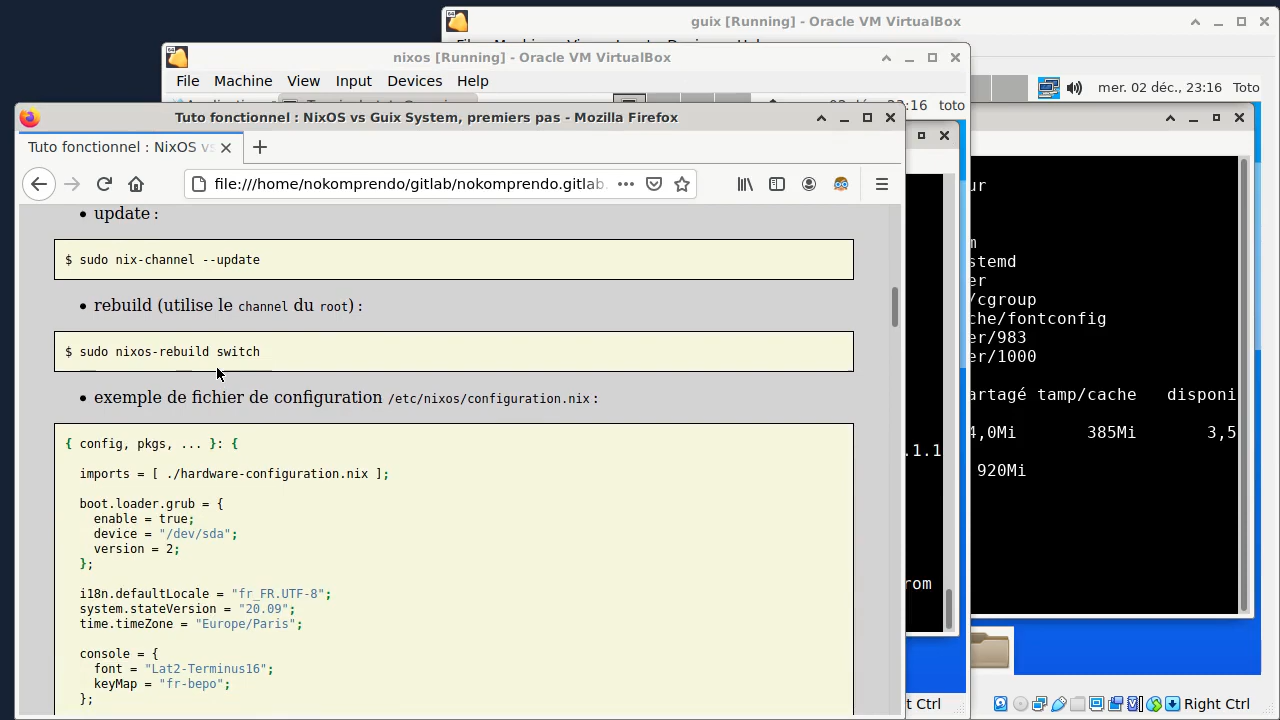 guix [Running] - Oracle VM VirtualBox
nixos [Running] - Oracle VM VirtualBox
File Machine View Input Devices Help
mer. 02 déc., 23:16 Toto
:16 toto
Tuto fonctionnel : NixOS vs Guix System, premiers pas - Mozilla Firefox
Tuto fonctionnel : NixOS vs
file:///home/nokomprendo/gitlab/nokomprendo.gitlab.
• update :
$ sudo nix-channel --update
• rebuild (utilise le channel du root) :
$ sudo nixos-rebuild switch
• exemple de fichier de configuration /etc/nixos/configuration.nix :
{ config, pkgs, ... }: {
imports = [ ./hardware-configuration.nix ];
boot.loader.grub = {
enable = true;
device = "/dev/sda";
version = 2;
};
i18n.defaultLocale = "fr_FR.UTF-8";
system.stateVersion = "20.09";
time.timeZone = "Europe/Paris";
console = {
font = "Lat2-Terminus16";
keyMap = "fr-bepo";
};
.1.1
rom
t Ctrl
ur
m
stemd
er
/cgroup
che/fontconfig
er/983
er/1000
artagé tamp/cache disponi
4,0Mi 385Mi 3,5
920Mi
Right Ctrl